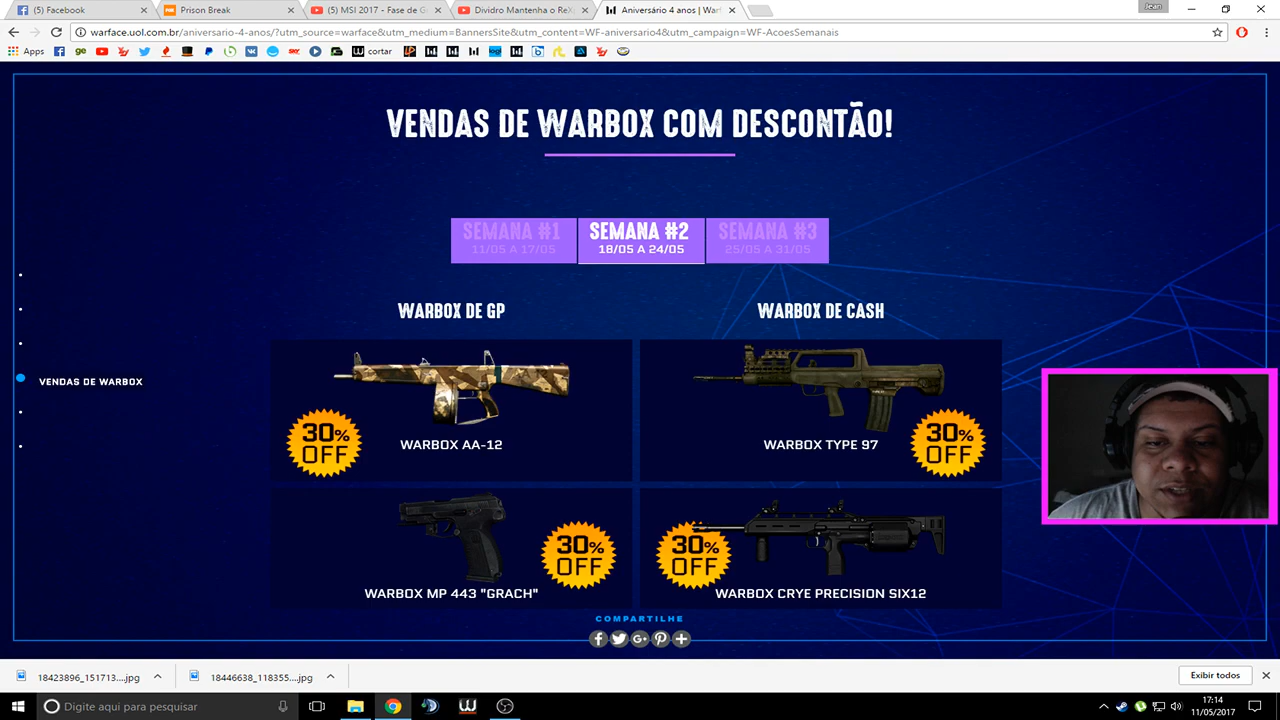 (5) Facebook
Prison Break
(5) MSI 2017 - Fase de G
Dividro Mantenha o ReX
Aniversário 4 anos | Warf
Jean
warface.uol.com.br/aniversario-4-anos/?utm_source=warface&utm_medium=BannersSite&utm_content=WF-aniversario4&utm_campaign=WF-AcoesSemanais
Apps
cortar
VENDAS DE WARBOX COM DESCONTÃO!
SEMANA #1
11/05 A 17/05
SEMANA #2
18/05 A 24/05
SEMANA #3
25/05 A 31/05
WARBOX DE GP
WARBOX DE CASH
VENDAS DE WARBOX
30% OFF
WARBOX AA-12
WARBOX TYPE 97
30% OFF
WARBOX MP 443 "GRACH"
30% OFF
30% OFF
WARBOX CRYE PRECISION SIX12
COMPARTILHE
18423896_151713....jpg
18446638_118355....jpg
Exibir todos
Digite aqui para pesquisar
17:14
11/05/2017